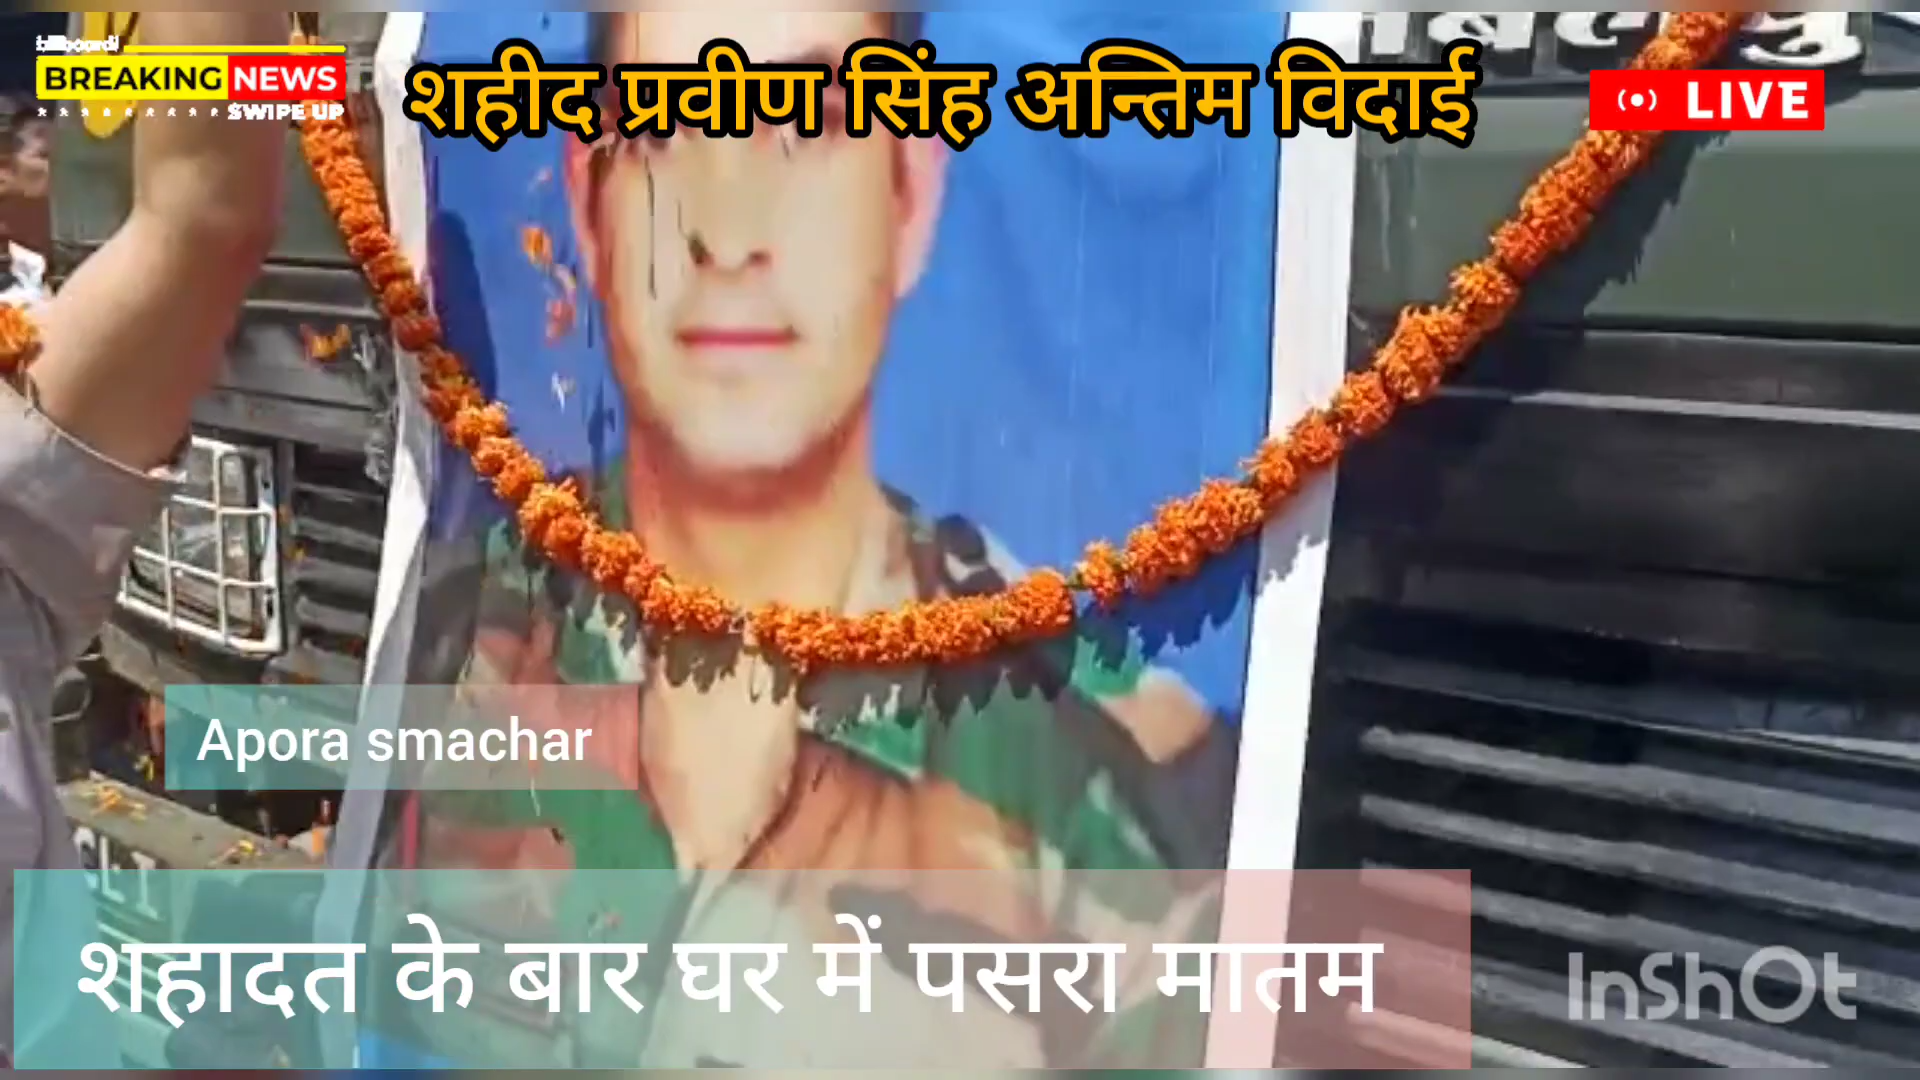 BREAKING NEWS
SWIPE UP
शहीद प्रवीण सिंह अन्तिम विदाई
LIVE
Apora smachar
शहादत के बार घर में पसरा मातम
InShOt